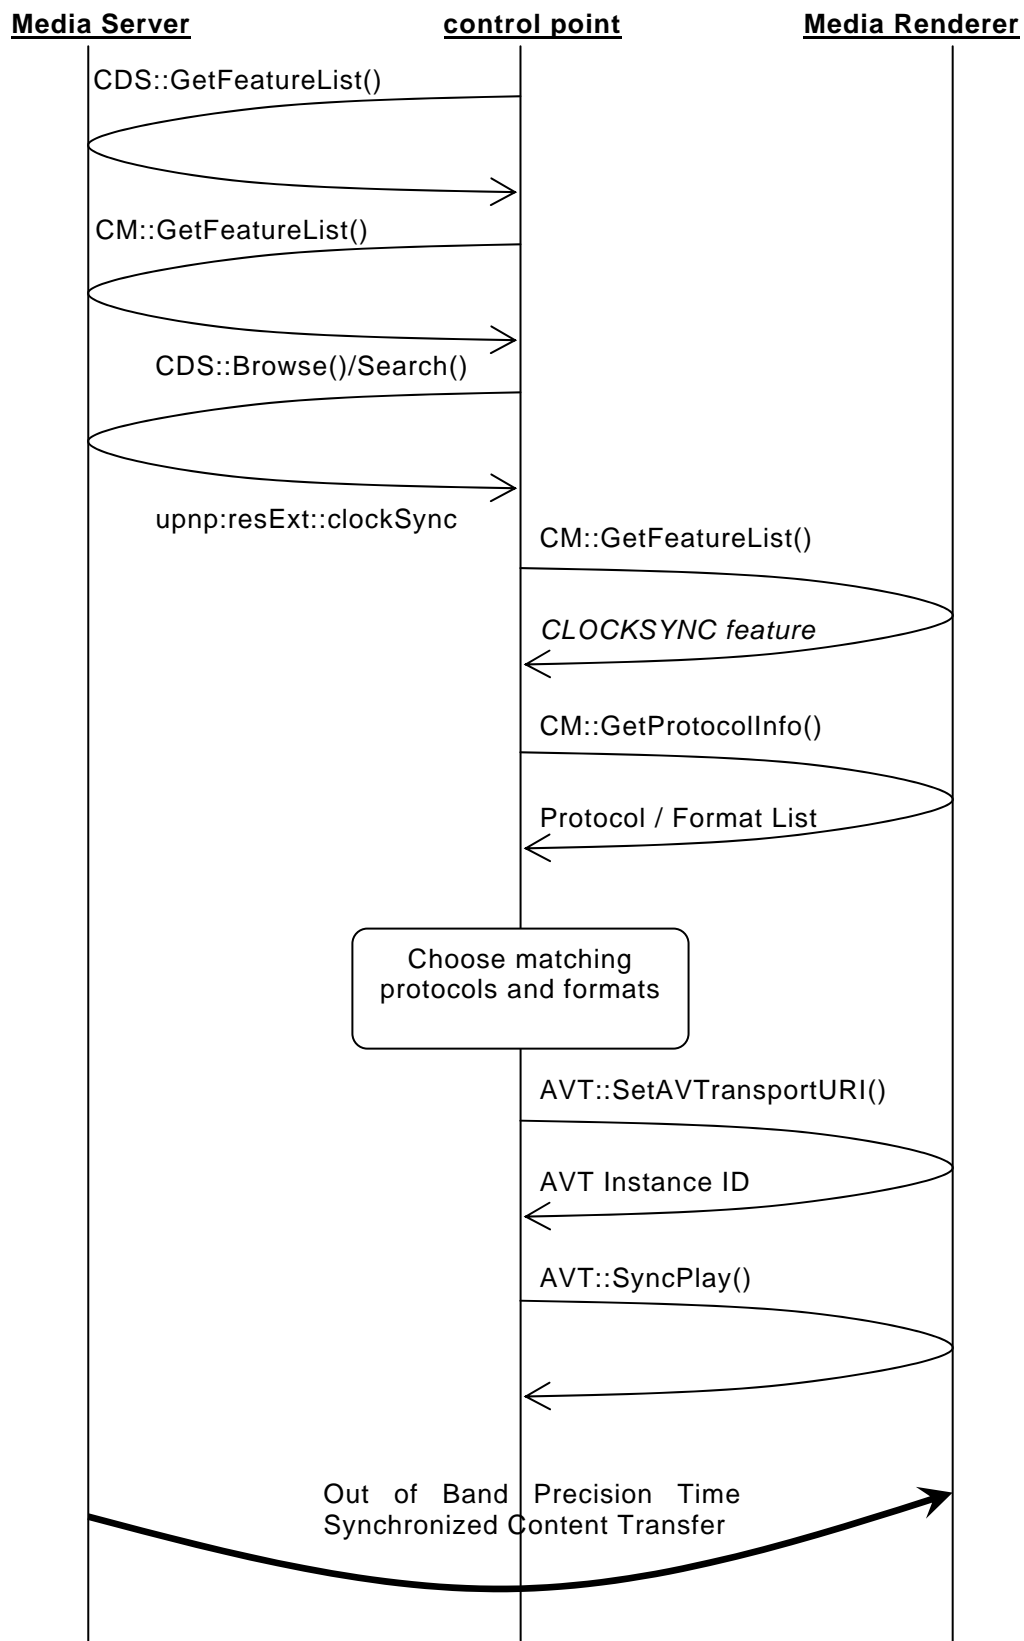 Media Server
control point
Media Renderer
CDS::GetFeatureList()
CM::GetFeatureList()
CDS::Browse()/Search()
upnp:resExt::clockSync
CM::GetFeatureList()
CLOCKSYNC feature
CM::GetProtocolInfo()
Protocol / Format List
Choose matching
protocols and formats
AVT::SetAVTransportURI()
AVT Instance ID
AVT::SyncPlay()
Out of Band Precision Time
Synchronized Content Transfer